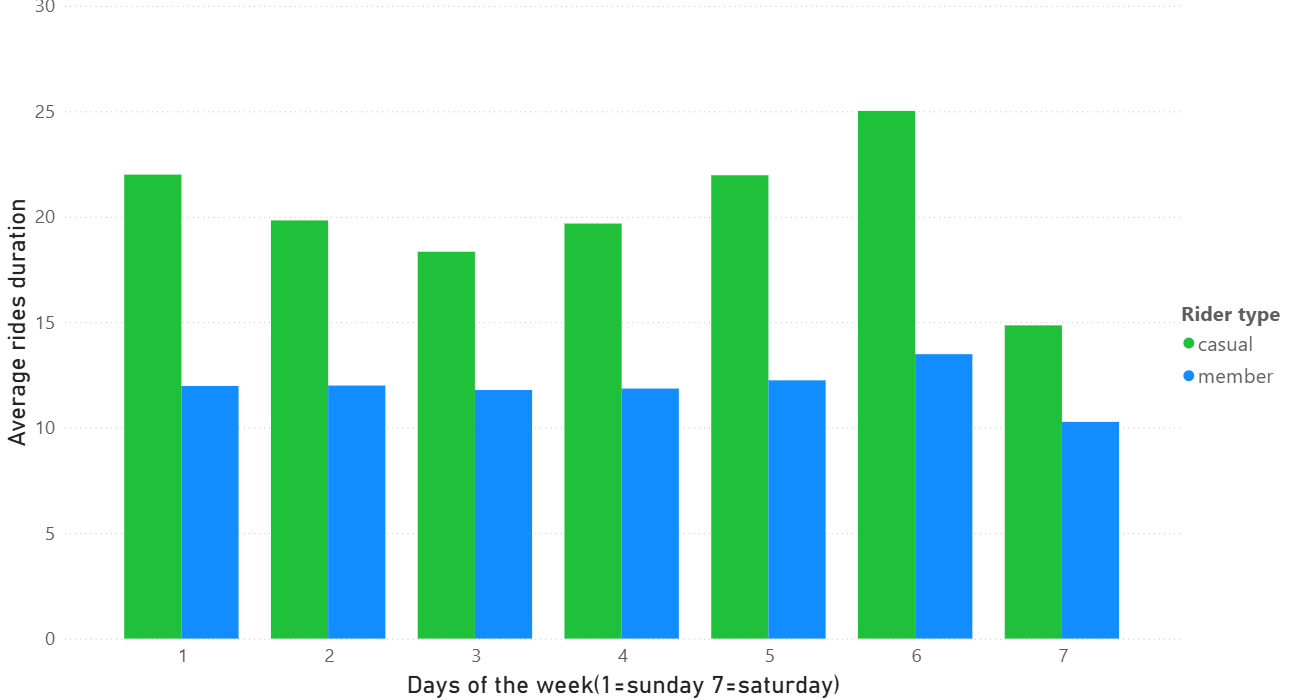 30
25
20
15
10
5
0
Average rides duration
1 2 3 4 5 6 7
Days of the week(1=sunday 7=saturday)
Rider type
casual
member